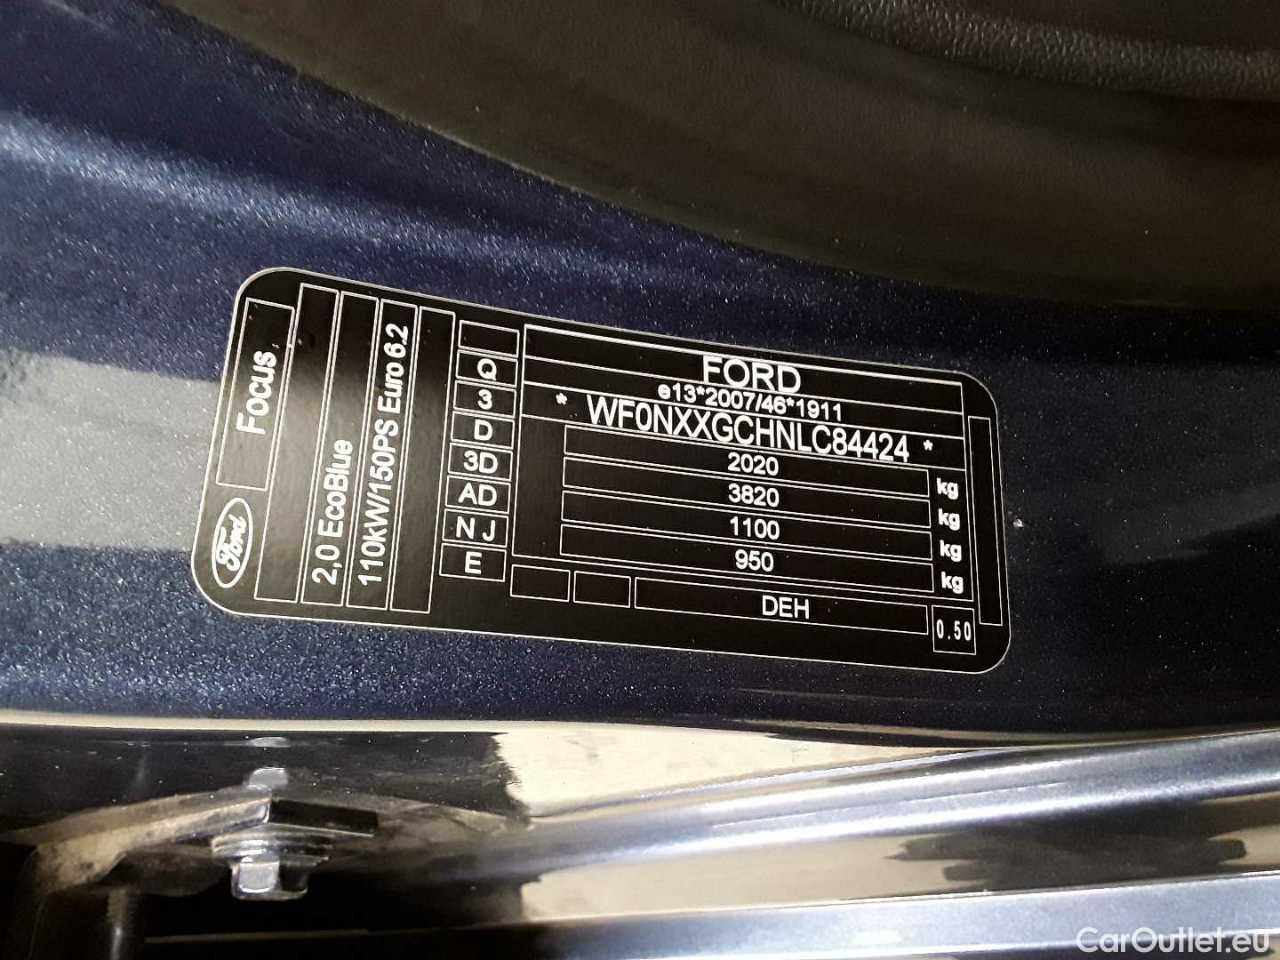 Ford
Focus
2,0 EcoBlue
110kW/150PS Euro 6.2
Q
3
D
3D
AD
N J
E
FORD
e13*2007/46*1911
* WF0NXXGCHNLC84424 *
2020 kg
3820 kg
1100 kg
950 kg
DEH
0.50
CarOutlet.eu